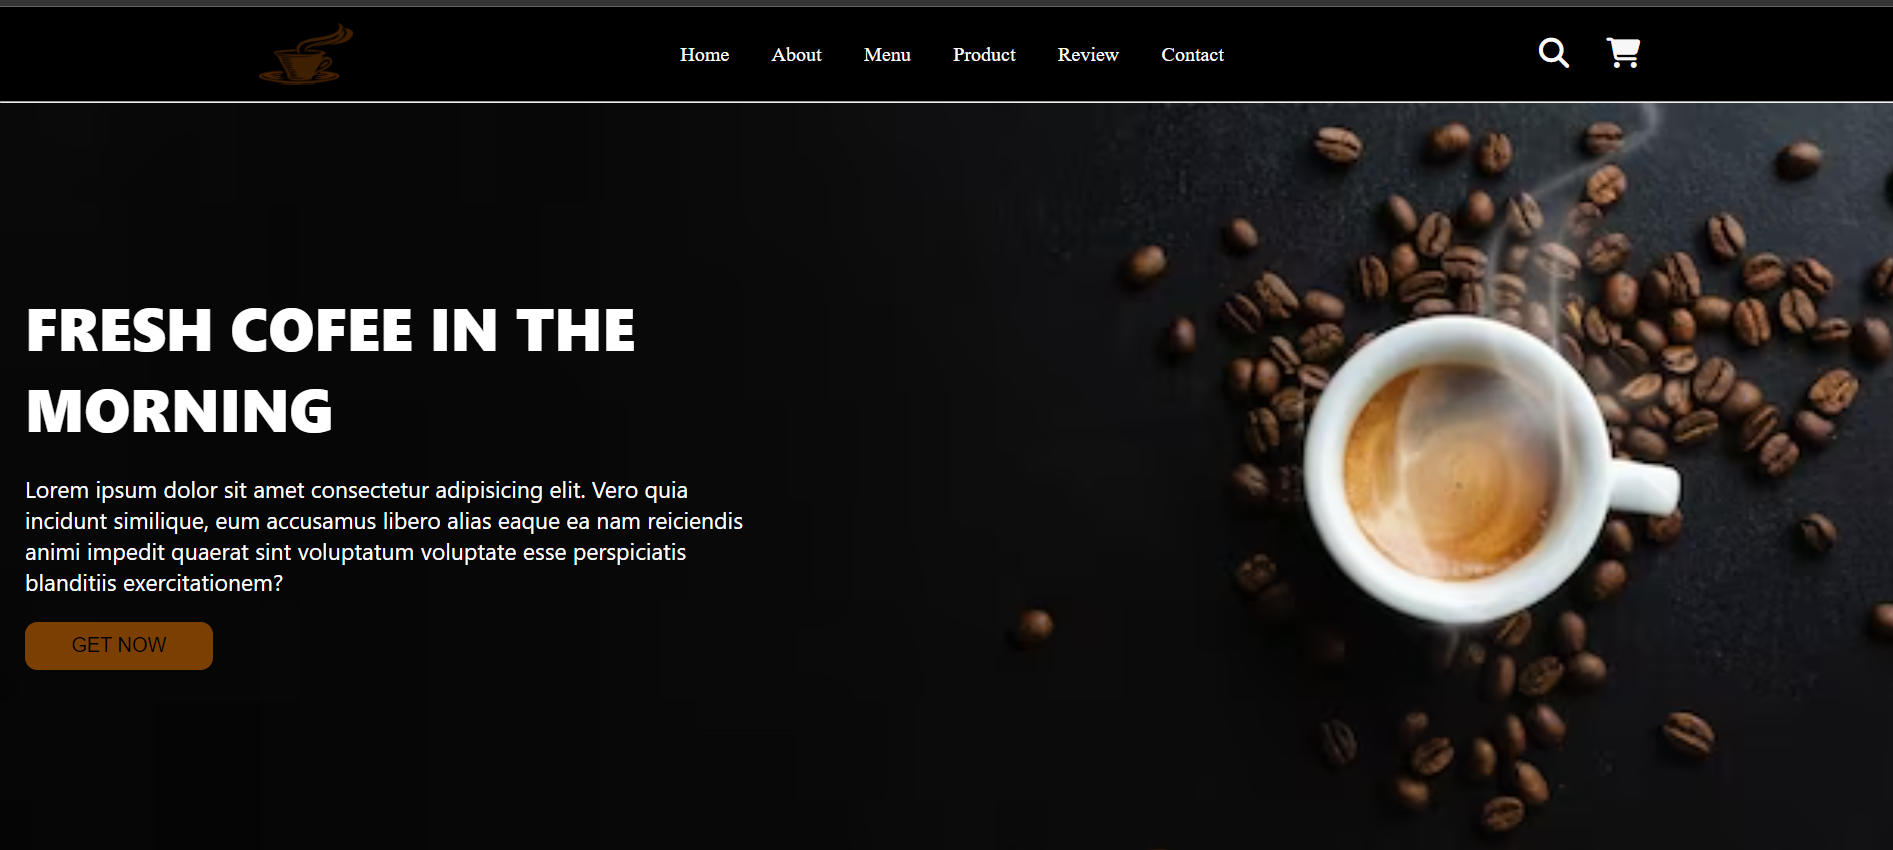 Home About Menu Product Review Contact
FRESH COFEE IN THE
MORNING
Lorem ipsum dolor sit amet consectetur adipisicing elit. Vero quia
incidunt similique, eum accusamus libero alias eaque ea nam reiciendis
animi impedit quaerat sint voluptatum voluptate esse perspiciatis
blanditiis exercitationem?
GET NOW